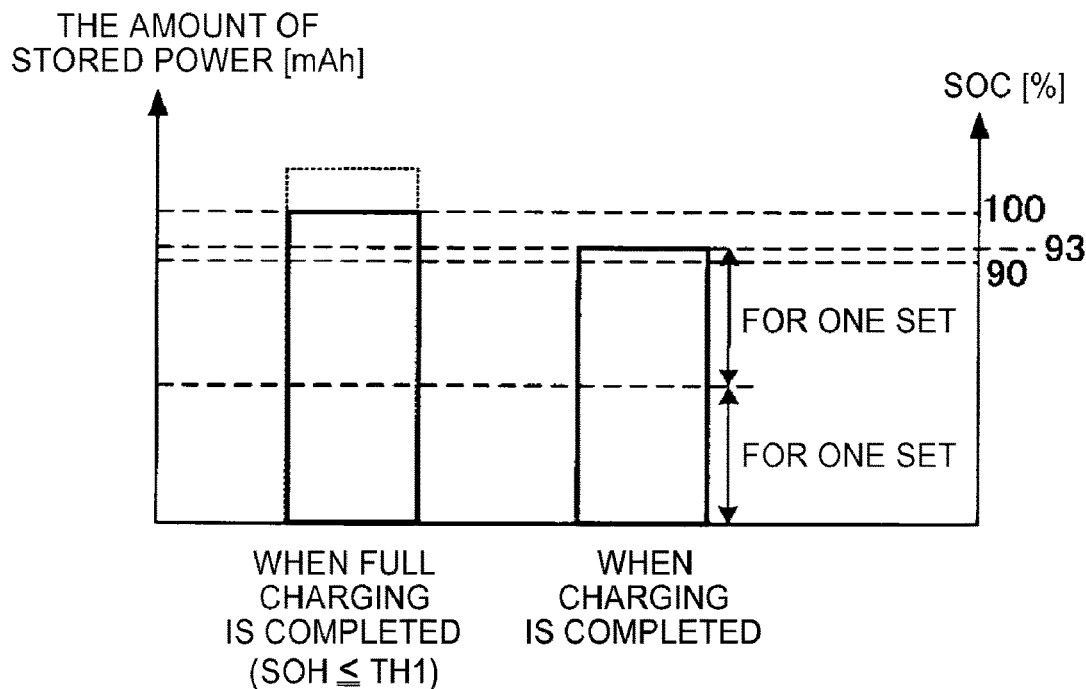 THE AMOUNT OF
STORED POWER [mAh]
SOC [%]
100
93
90
FOR ONE SET
FOR ONE SET
WHEN FULL
CHARGING
IS COMPLETED
(SOH ≦ TH1)
WHEN
CHARGING
IS COMPLETED